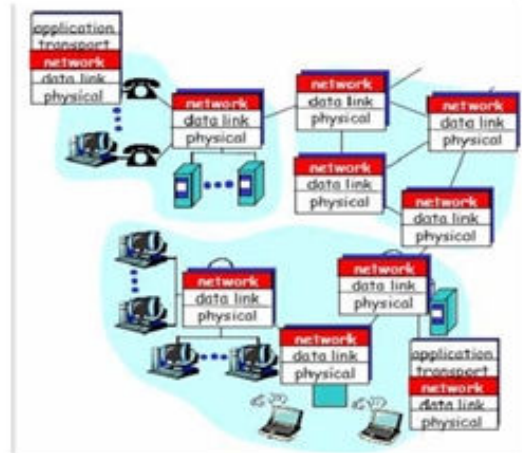 application
transport
network
data link
physical
network
data link
physical
network
data link
physical
network
data link
physical
network
data link
physical
network
data link
physical
network
data link
physical
network
data link
physical
network
data link
physical
application
transport
network
data link
physical